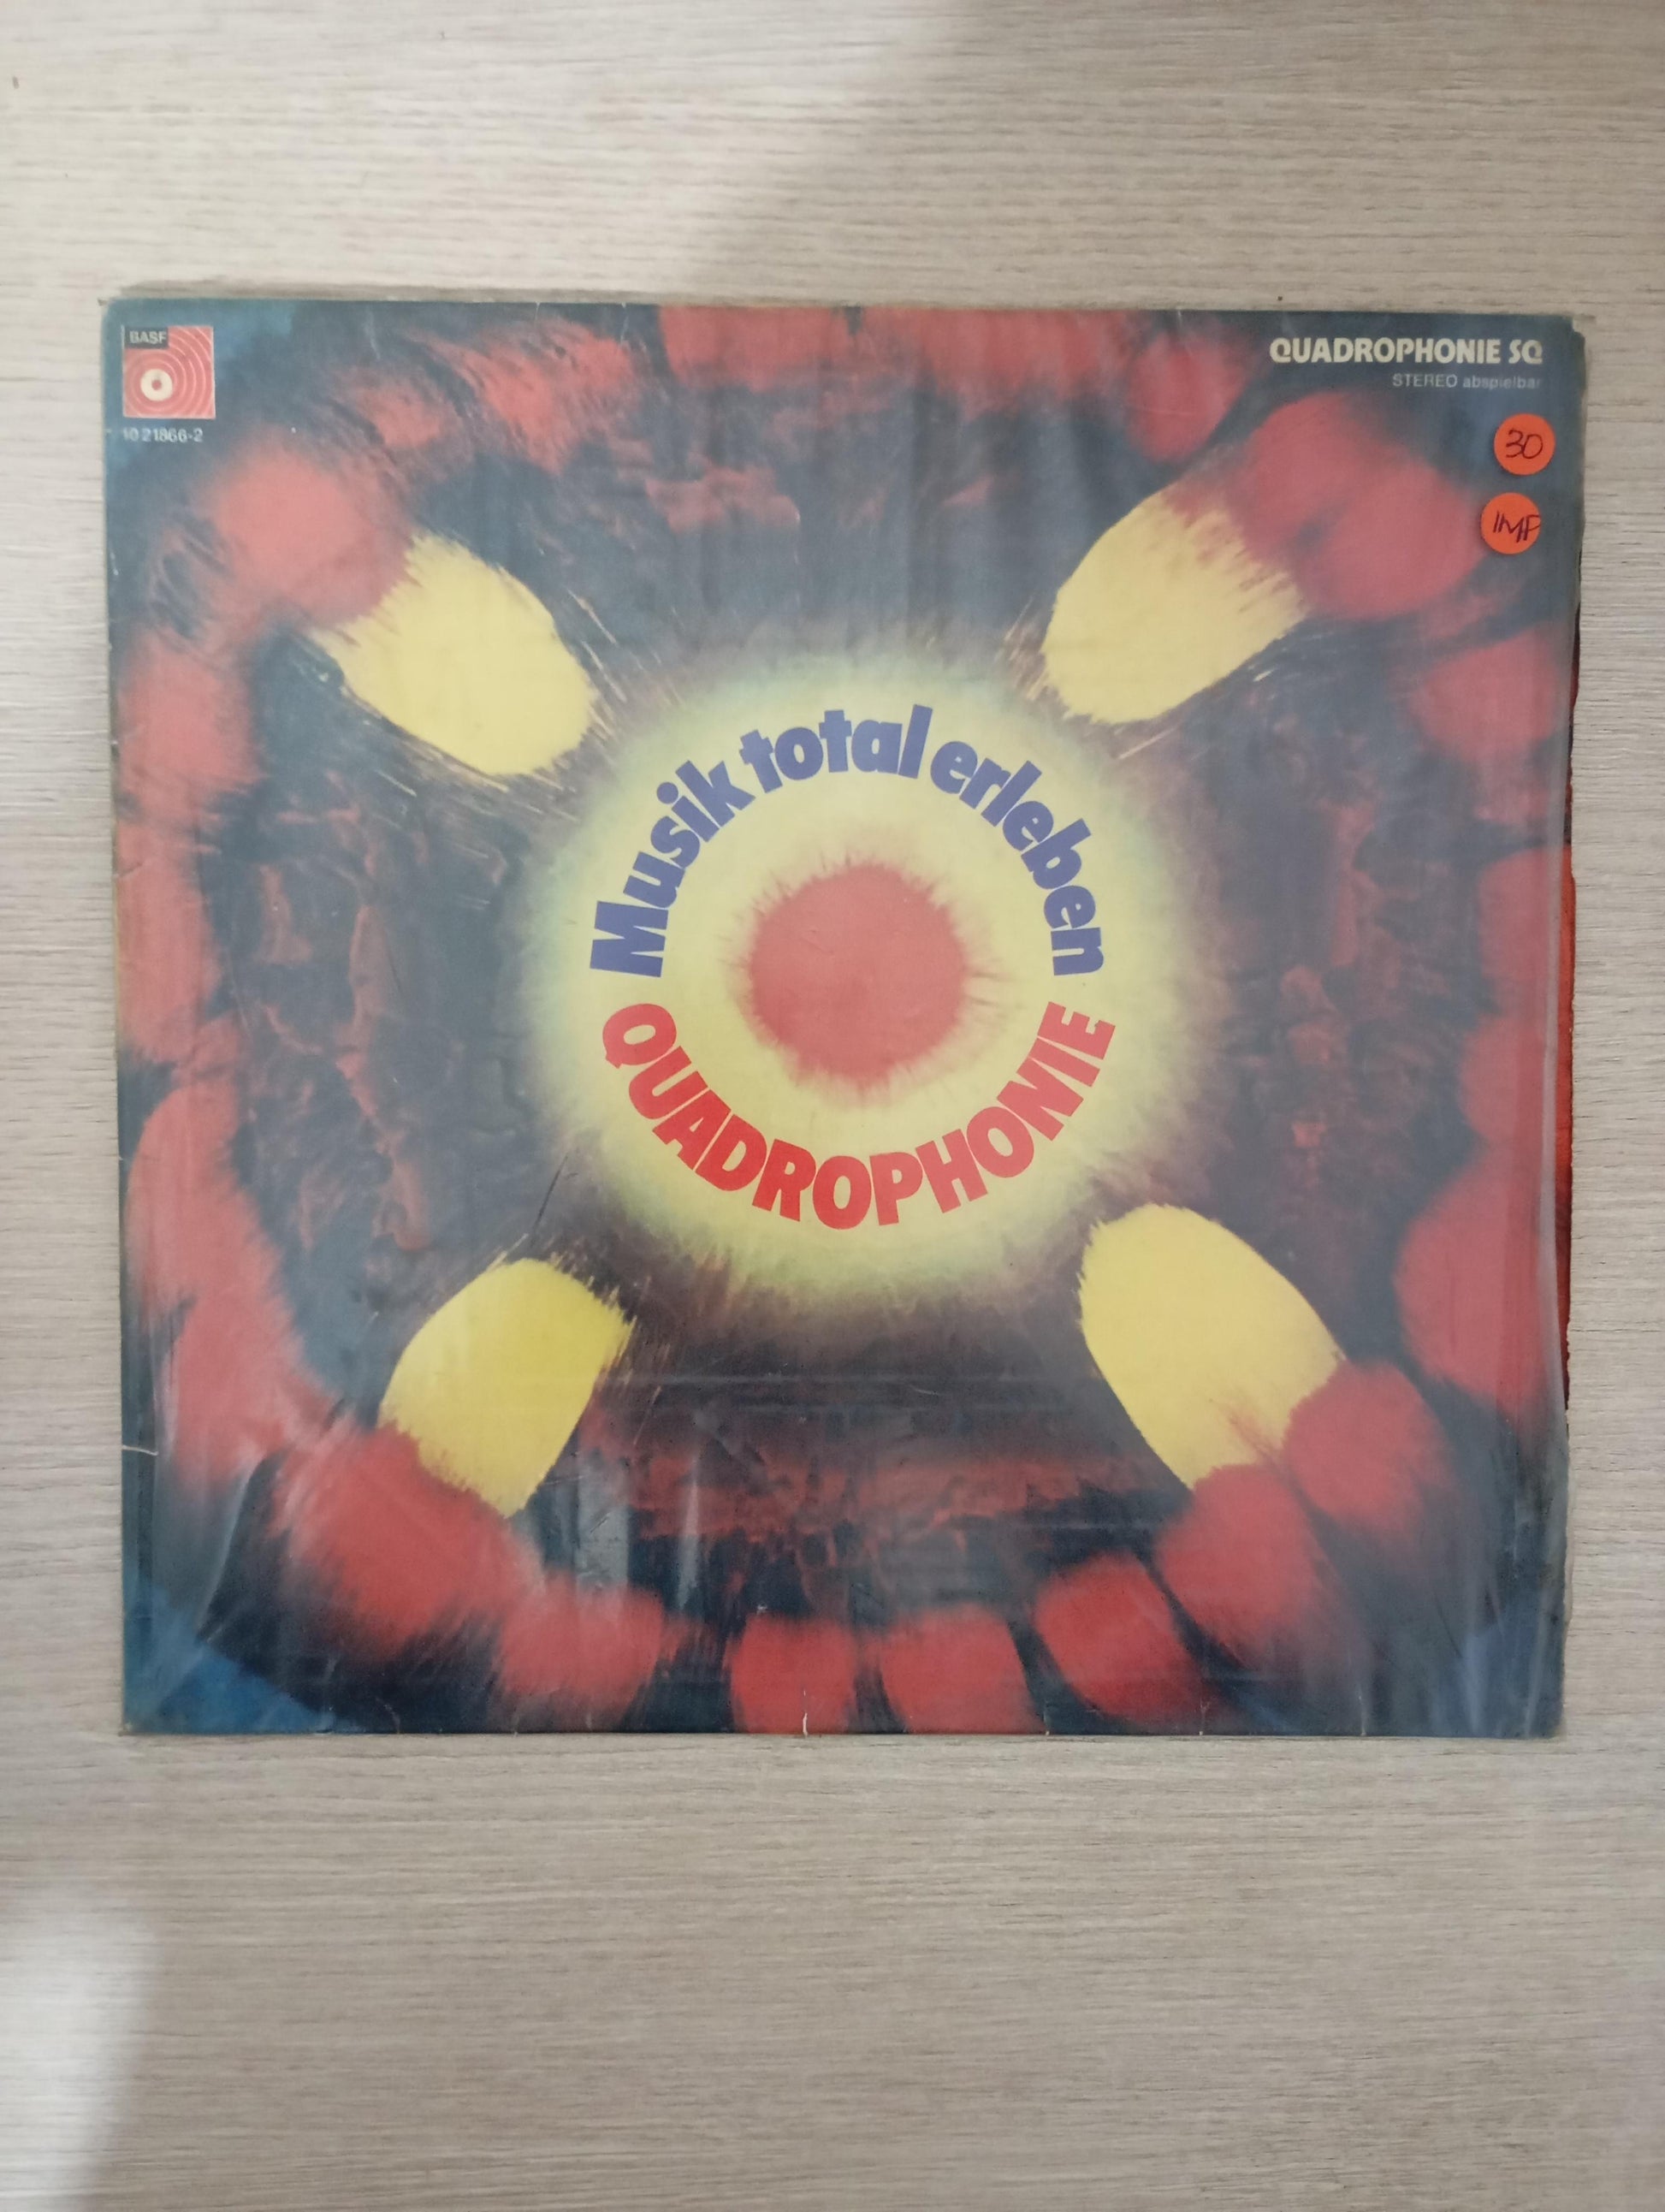 BASF
10 21866-2
QUADROPHONIE SQ
STEREO abspielbar
30
IMP
Musik total erleben
QUADROPHONIE